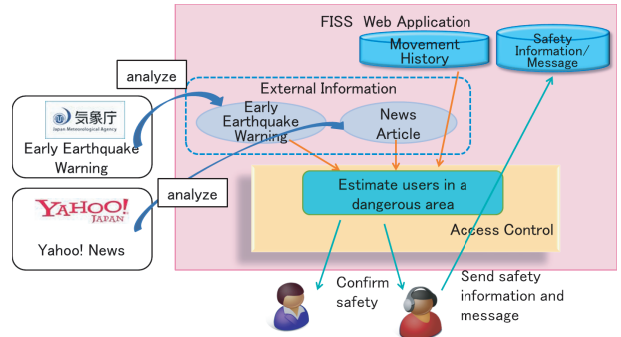 FISS Web Application
Movement
History
Safety
Information/
Message
analyze
External Information
気象庁
Japan Meteorological Agency
Early Earthquake
Warning
Early
Earthquake
Warning
News
Article
YAHOO!
JAPAN
Yahoo! News
analyze
Estimate users in a
dangerous area
Access Control
Confirm
safety
Send safety
information and
message